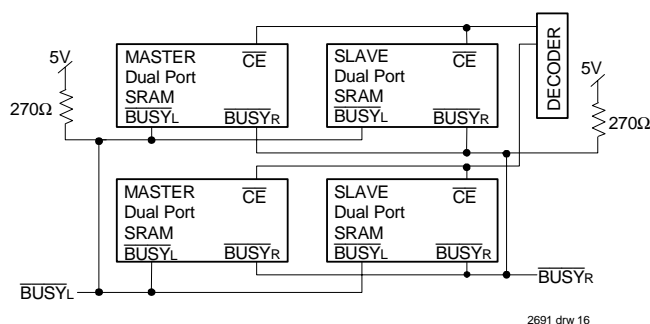 MASTER
Dual Port
SRAM
BUSYL BUSYR
CE
SLAVE
Dual Port
SRAM
BUSYL BUSYR
CE
DECODER
5V
270Ω
5V
270Ω
MASTER
Dual Port
SRAM
BUSYL BUSYR
CE
SLAVE
Dual Port
SRAM
BUSYL BUSYR
CE
BUSYL
BUSYR
2691 drw 16